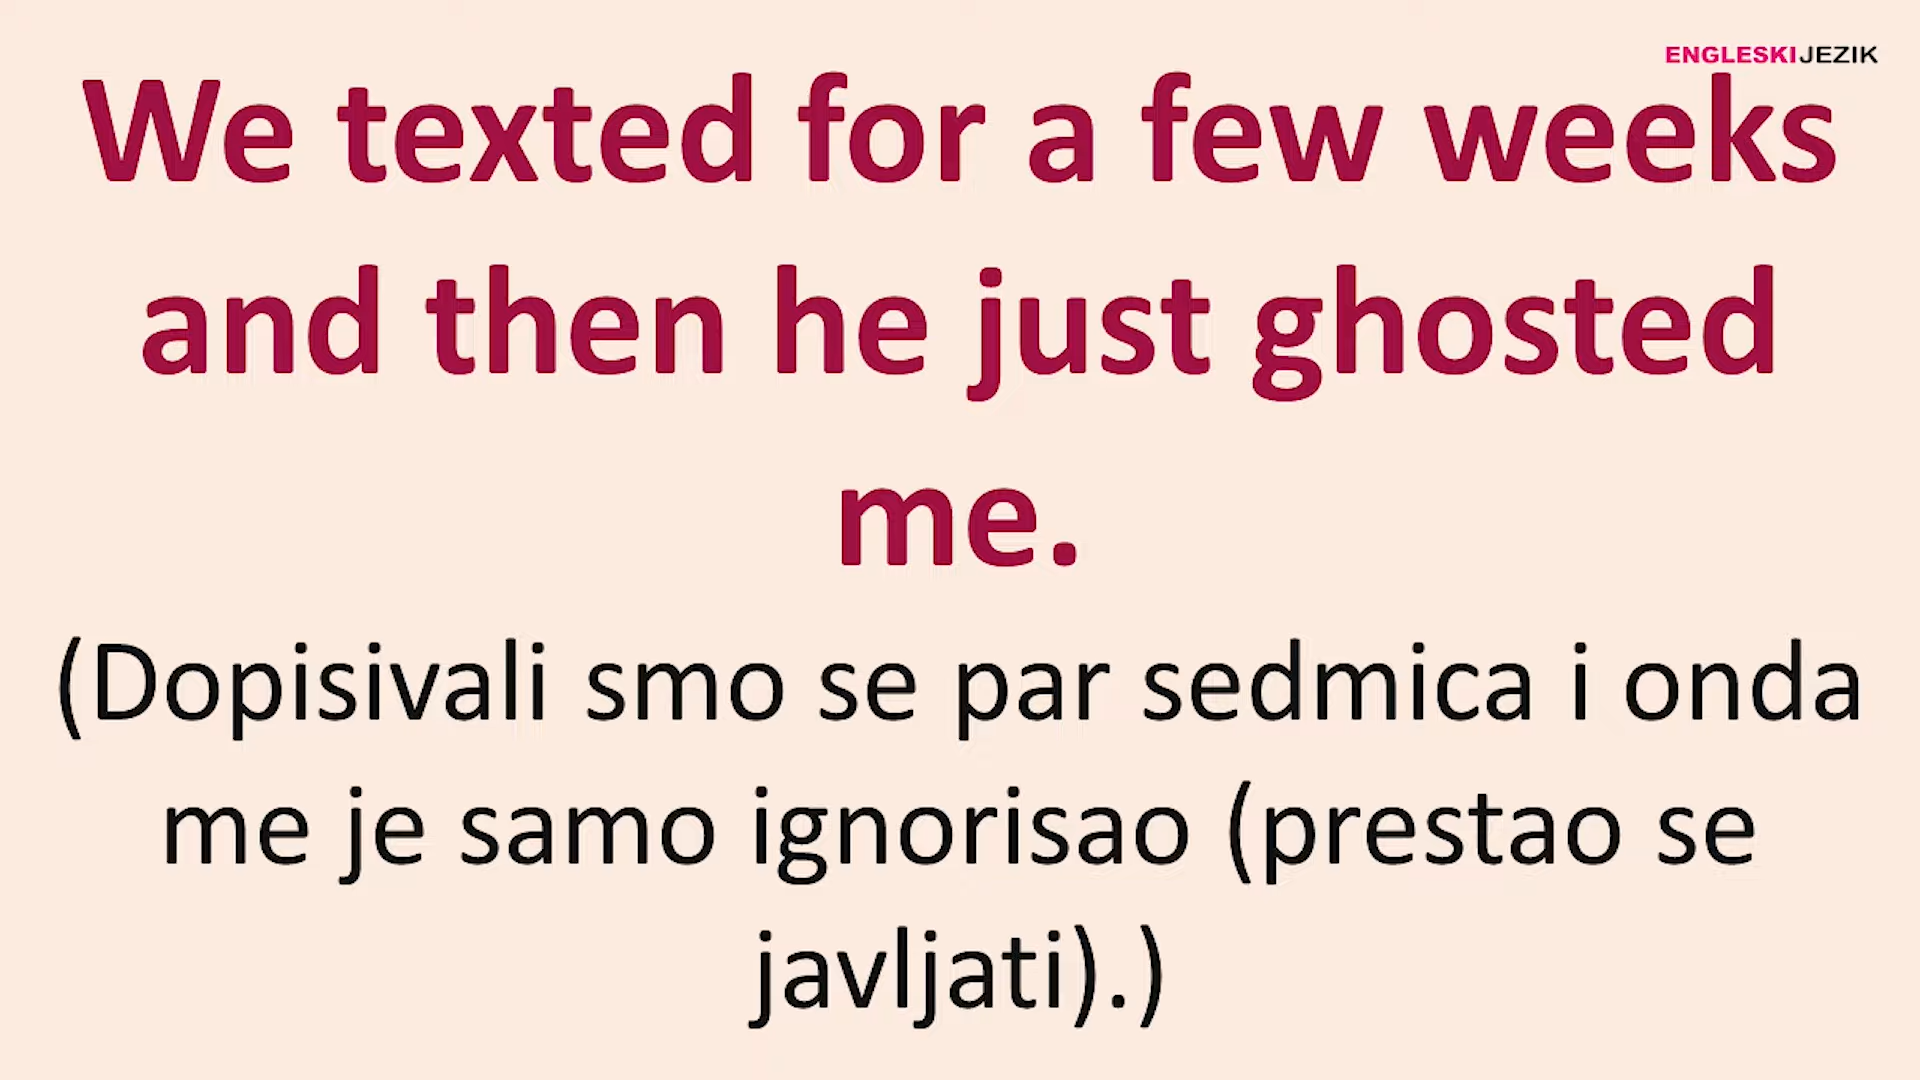 ENGLESKIJEZIK
We texted for a few weeks
and then he just ghosted
me.
(Dopisivali smo se par sedmica i onda
me je samo ignorisao (prestao se
javljati).)